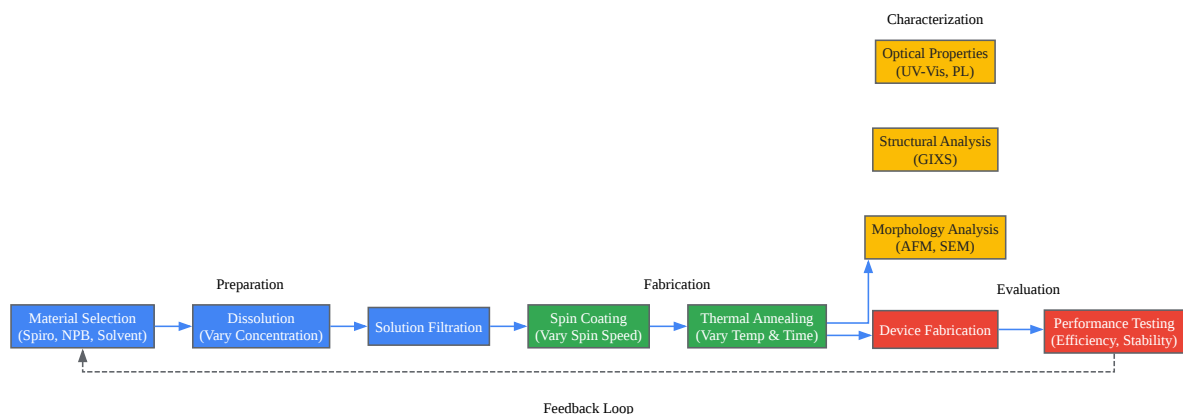 Characterization
Optical Properties
(UV-Vis, PL)
Structural Analysis
(GIXS)
Morphology Analysis
(AFM, SEM)
Preparation
Fabrication
Evaluation
Material Selection
(Spiro, NPB, Solvent)
Dissolution
(Vary Concentration)
Solution Filtration
Spin Coating
(Vary Spin Speed)
Thermal Annealing
(Vary Temp & Time)
Device Fabrication
Performance Testing
(Efficiency, Stability)
Feedback Loop